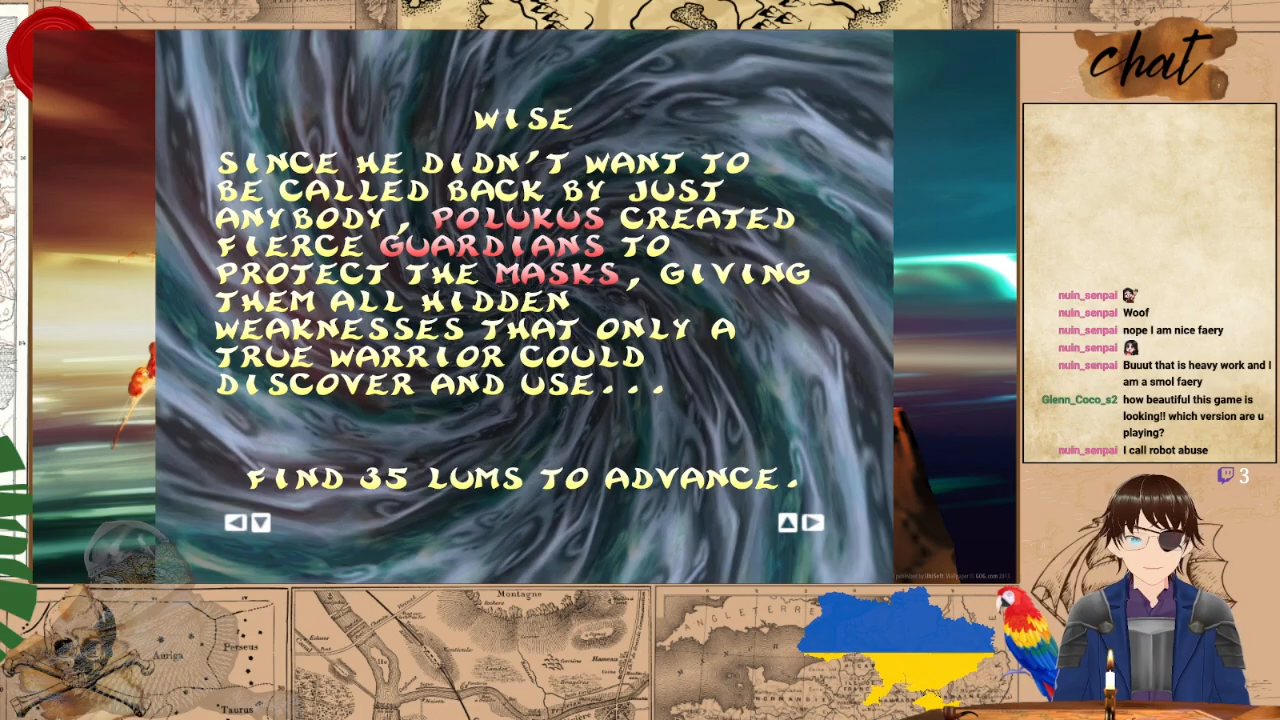 chat
WISE
SINCE HE DIDN'T WANT TO
BE CALLED BACK BY JUST
ANYBODY, POLUKUS CREATED
FIERCE GUARDIANS TO
PROTECT THE MASKS, GIVING
THEM ALL HIDDEN
WEAKNESSES THAT ONLY A
TRUE WARRIOR COULD
DISCOVER AND USE...
FIND 35 LUMS TO ADVANCE.
nuin_senpai
nuin_senpai Woof
nuin_senpai nope I am nice faery
nuin_senpai
nuin_senpai Buuut that is heavy work and I
am a smol faery
Glenn_Coco_s2 how beautiful this game is
looking!! which version are u
playing?
nuin_senpai I call robot abuse
3
Montagne
Auriga
Perseus
Taurus
ANGLETERRE